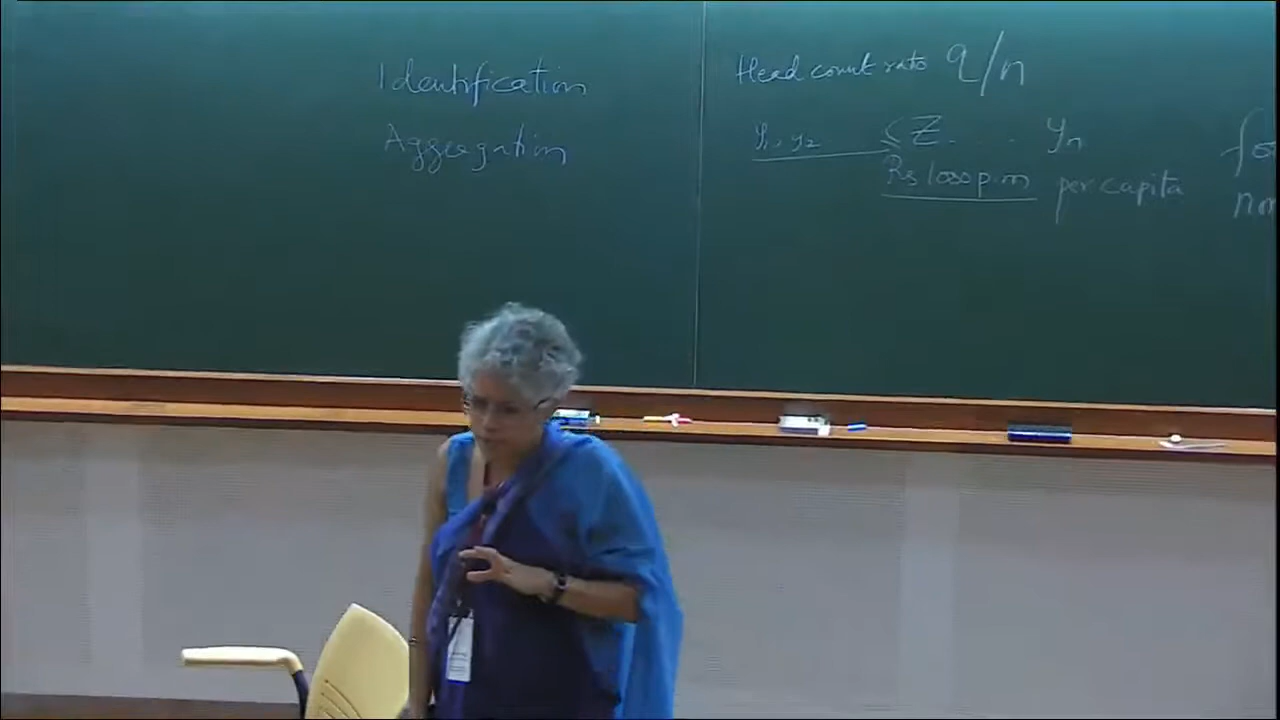 Identification
Aggregation
Head count ratio q/n
y₁, y₂ ≤ Z . . . . yₙ
Rs 1000 p.m per capita